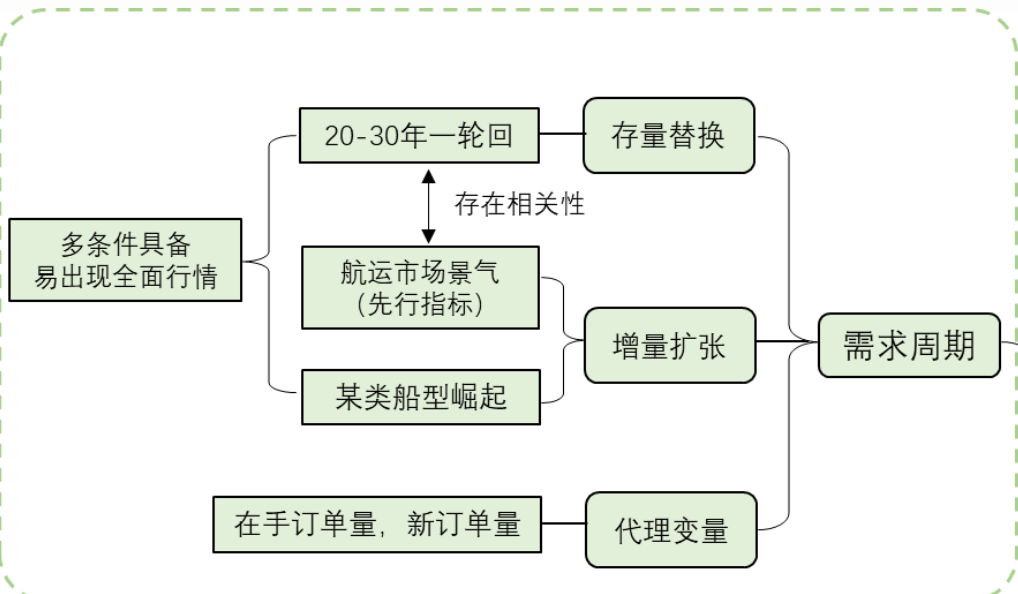 20-30年一轮回
存量替换
存在相关性
多条件具备
易出现全面行情
航运市场景气
（先行指标）
增量扩张
需求周期
某类船型崛起
在手订单量，新订单量
代理变量